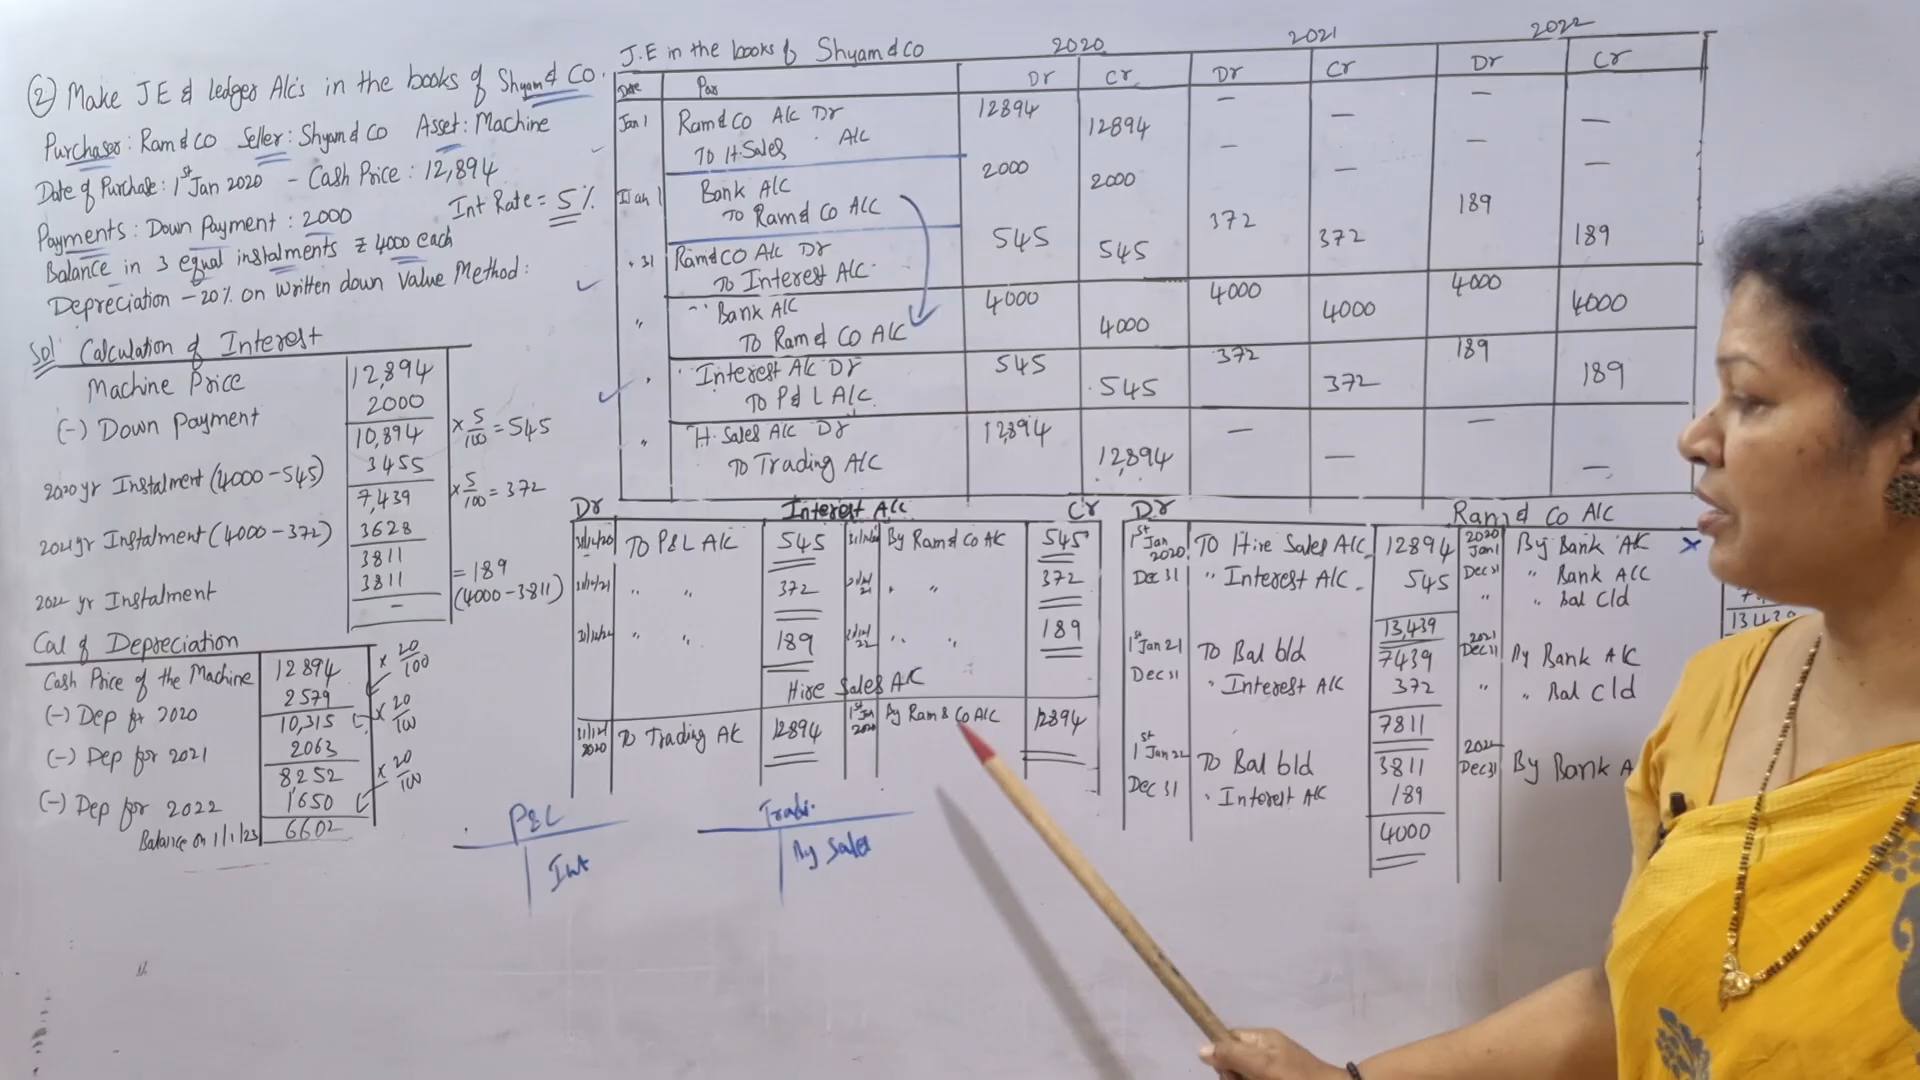 ② Make J E & ledger A/c's in the books of Shyam & Co.
Purchaser : Ram & CO Seller : Shyam & CO Asset : Machine
Date of Purchase : 1st Jan 2020 - Cash Price : 12,894
Payments : Down Payment : 2000 Int Rate = 5%
Balance in 3 equal instalments ₹ 4000 each
Depreciation - 20% on Written down Value Method :
Sol: Calculation of Interest
Machine Price 12,894
(-) Down Payment 2000
10,894 × 5/100 = 545
2020 yr Instalment (4000 - 545) 3455
7,439 × 5/100 = 372
2021 yr Instalment (4000 - 372) 3628
3811 = 189
2022 yr Instalment 3811 (4000 - 3811)
-
Cal of Depreciation
Cash Price of the Machine 12894 × 20/100
(-) Dep for 2020 2579
10,315 × 20/100
(-) Dep for 2021 2063
8,252 × 20/100
(-) Dep for 2022 1650
Balance on 1/1/23 6602
J.E in the books of Shyam & CO 2020 2021 2022
Date Par Dr Cr Dr Cr Dr Cr
Jan 1 Ram & Co A/c Dr 12894 - -
To H.Sales A/c 12894 - -
Jan 1 Bank A/c 2000 - -
To Ram & Co A/c 2000 - -
" 31 Ram & CO A/c Dr 545 372 189
To Interest A/c 545 372 189
" Bank A/c 4000 4000 4000
To Ram & Co A/c 4000 4000 4000
" Interest A/c Dr 545 372 189
To P & L A/c 545 372 189
" H. Sales A/c Dr 12,894 - -
To Trading A/c 12,894 - -
Dr Interest A/c Cr
31/12/20 To P&L A/c 545 By Ram & Co A/c 545
31/12/21 " " 372 " " 372
" " 189 " " 189
Hire Sales A/c
31/12/2020 To Trading A/c 12894 1st Jan 2020 By Ram & Co A/c 12894
P&L
Int
By Sales
Dr Ram & Co A/c
1st Jan 2020 To Hire Sales A/c 12894 2020 Jan 1 By Bank A/c
Dec 31 " Interest A/c 545 Dec 31 " Bank A/c
" " Bal C/d
13,439
1st Jan 21 To Bal b/d 7439 2021 Dec 31 By Bank A/c
Dec 31 " Interest A/c 372 " " Bal C/d
7811
1st Jan 22 To Bal b/d 3811 Dec 31 By Bank A
Dec 31 " Interest A/c 189
4000